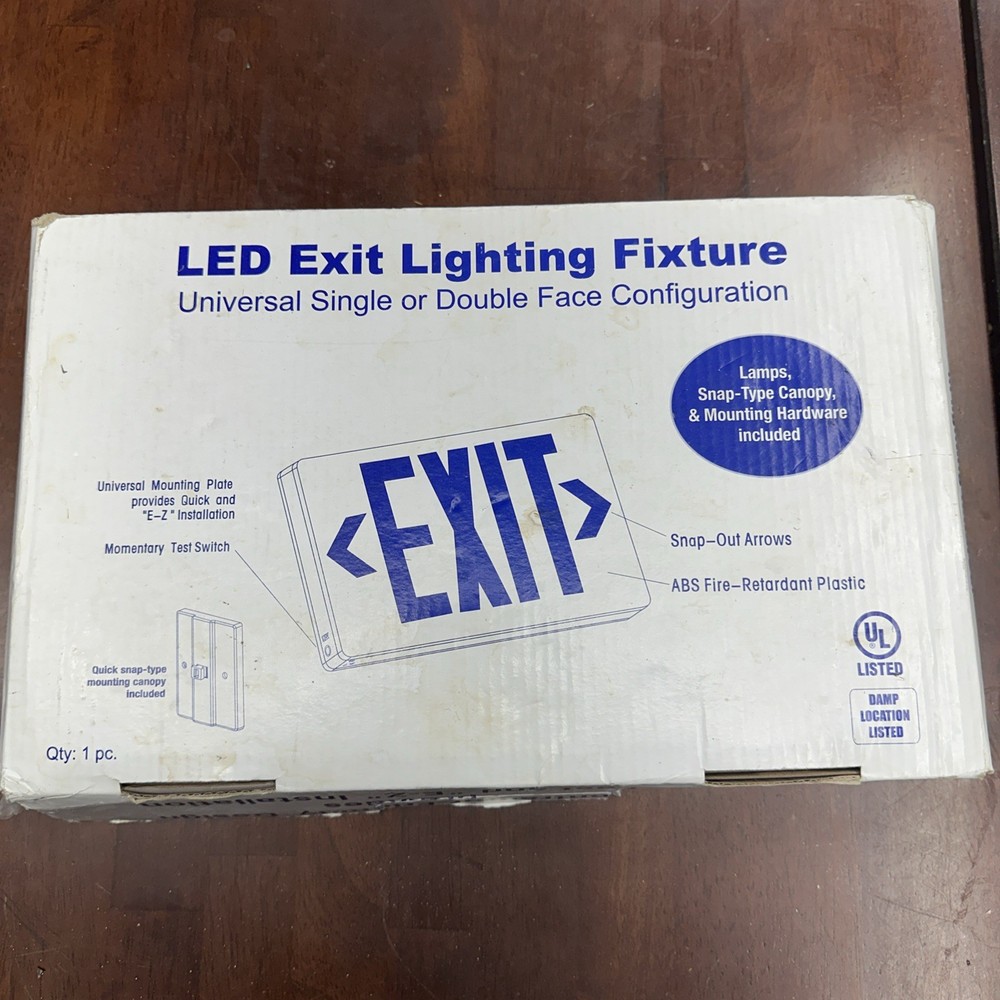 LED Exit Lighting Fixture
Universal Single or Double Face Configuration
Lamps,
Snap-Type Canopy,
& Mounting Hardware
included
Universal Mounting Plate
provides Quick and
"E-Z" Installation
Momentary Test Switch
EXIT
Snap-Out Arrows
ABS Fire-Retardant Plastic
Quick snap-type
mounting canopy
included
UL
LISTED
DAMP
LOCATION
LISTED
Qty: 1 pc.